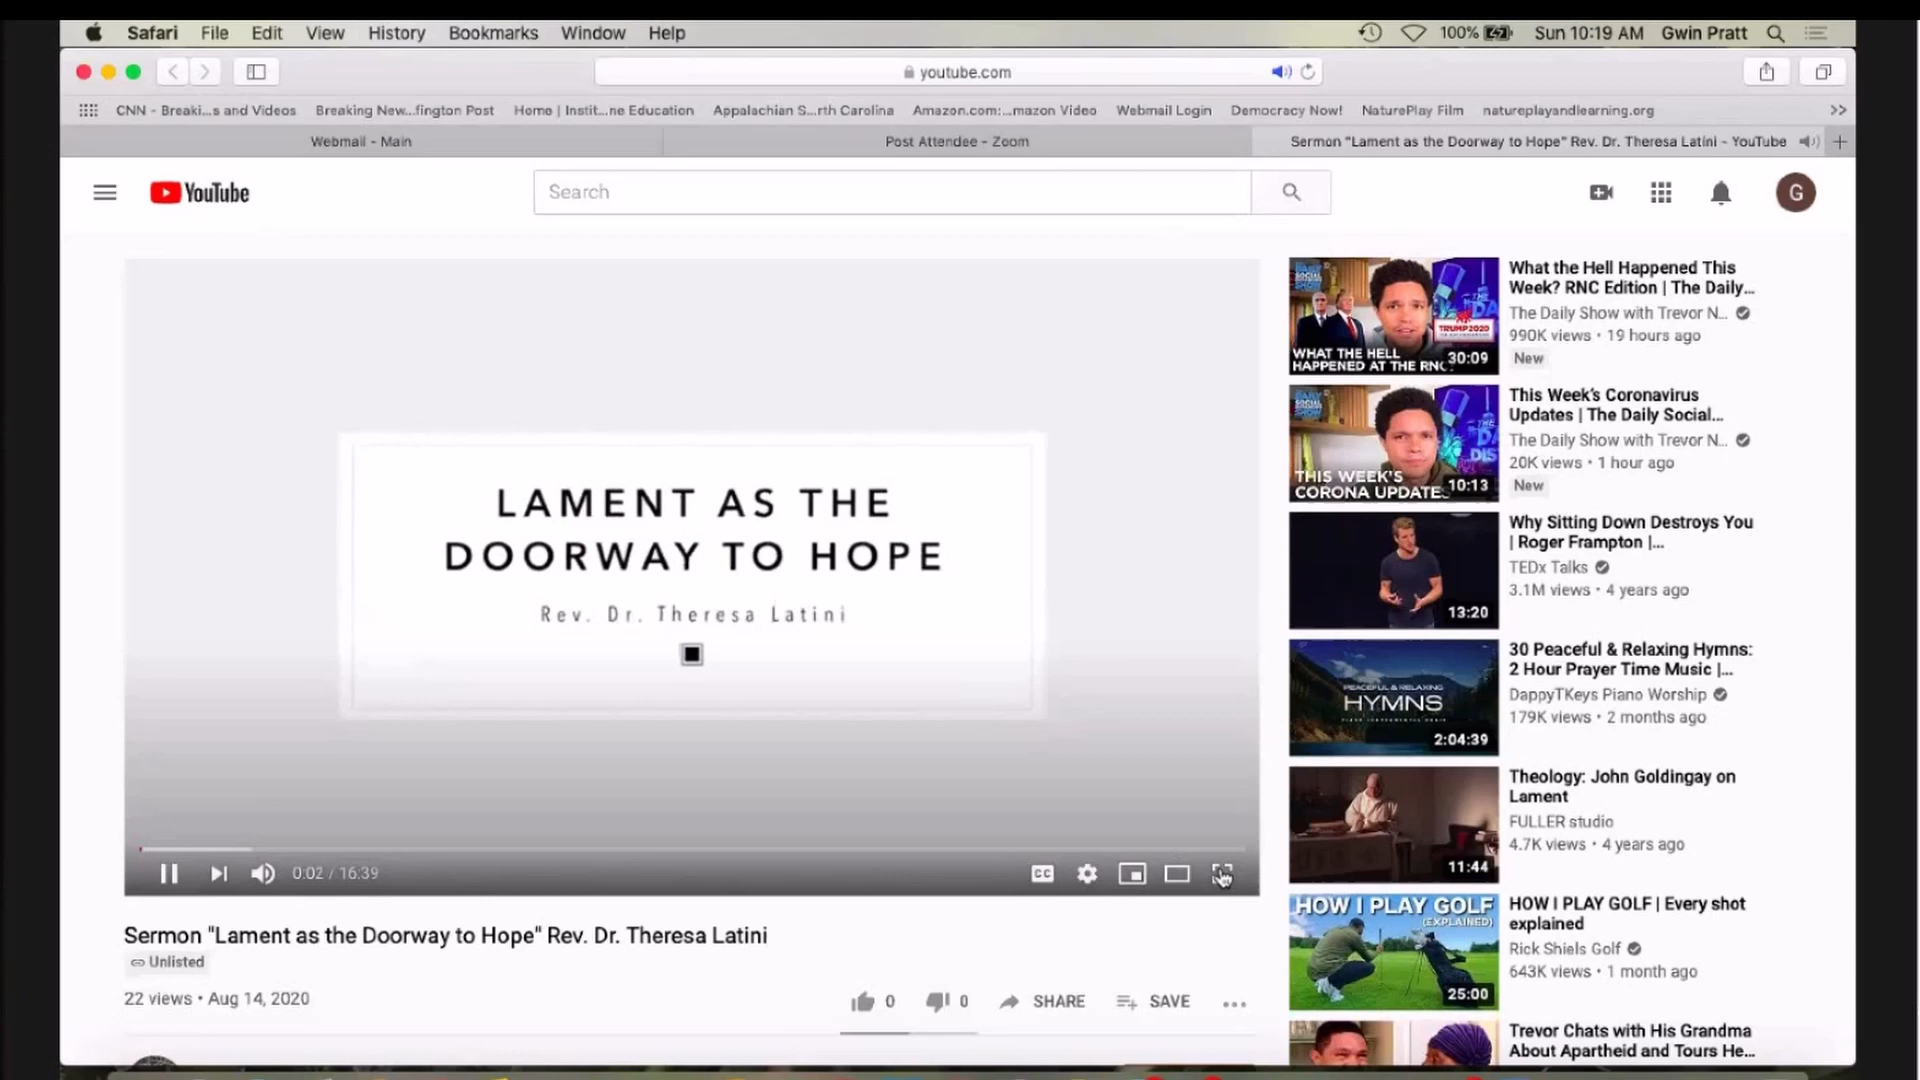 Safari File Edit View History Bookmarks Window Help 100% Sun 10:19 AM Gwin Pratt
youtube.com
CNN - Breaki...s and Videos Breaking New...fington Post Home | Instit...ne Education Appalachian S...rth Carolina Amazon.com:...mazon Video Webmail Login Democracy Now! NaturePlay Film natureplayandlearning.org >>
Webmail - Main Post Attendee - Zoom Sermon "Lament as the Doorway to Hope" Rev. Dr. Theresa Latini - YouTube
YouTube Search G
LAMENT AS THE
DOORWAY TO HOPE
Rev. Dr. Theresa Latini
0:02 / 16:39 CC
Sermon "Lament as the Doorway to Hope" Rev. Dr. Theresa Latini
Unlisted
22 views • Aug 14, 2020
0 0 SHARE SAVE
TRUMP2020
WHAT THE HELL
HAPPENED AT THE RNC
30:09
What the Hell Happened This
Week? RNC Edition | The Daily...
The Daily Show with Trevor N...
990K views • 19 hours ago
New
THIS WEEK'S
CORONA UPDATE
10:13
This Week's Coronavirus
Updates | The Daily Social...
The Daily Show with Trevor N...
20K views • 1 hour ago
New
13:20
Why Sitting Down Destroys You
| Roger Frampton |...
TEDx Talks
3.1M views • 4 years ago
PEACEFUL & RELAXING
HYMNS
2:04:39
30 Peaceful & Relaxing Hymns:
2 Hour Prayer Time Music |...
DappyTKeys Piano Worship
179K views • 2 months ago
11:44
Theology: John Goldingay on
Lament
FULLER studio
4.7K views • 4 years ago
HOW I PLAY GOLF
(EXPLAINED)
25:00
HOW I PLAY GOLF | Every shot
explained
Rick Shiels Golf
643K views • 1 month ago
Trevor Chats with His Grandma
About Apartheid and Tours He...